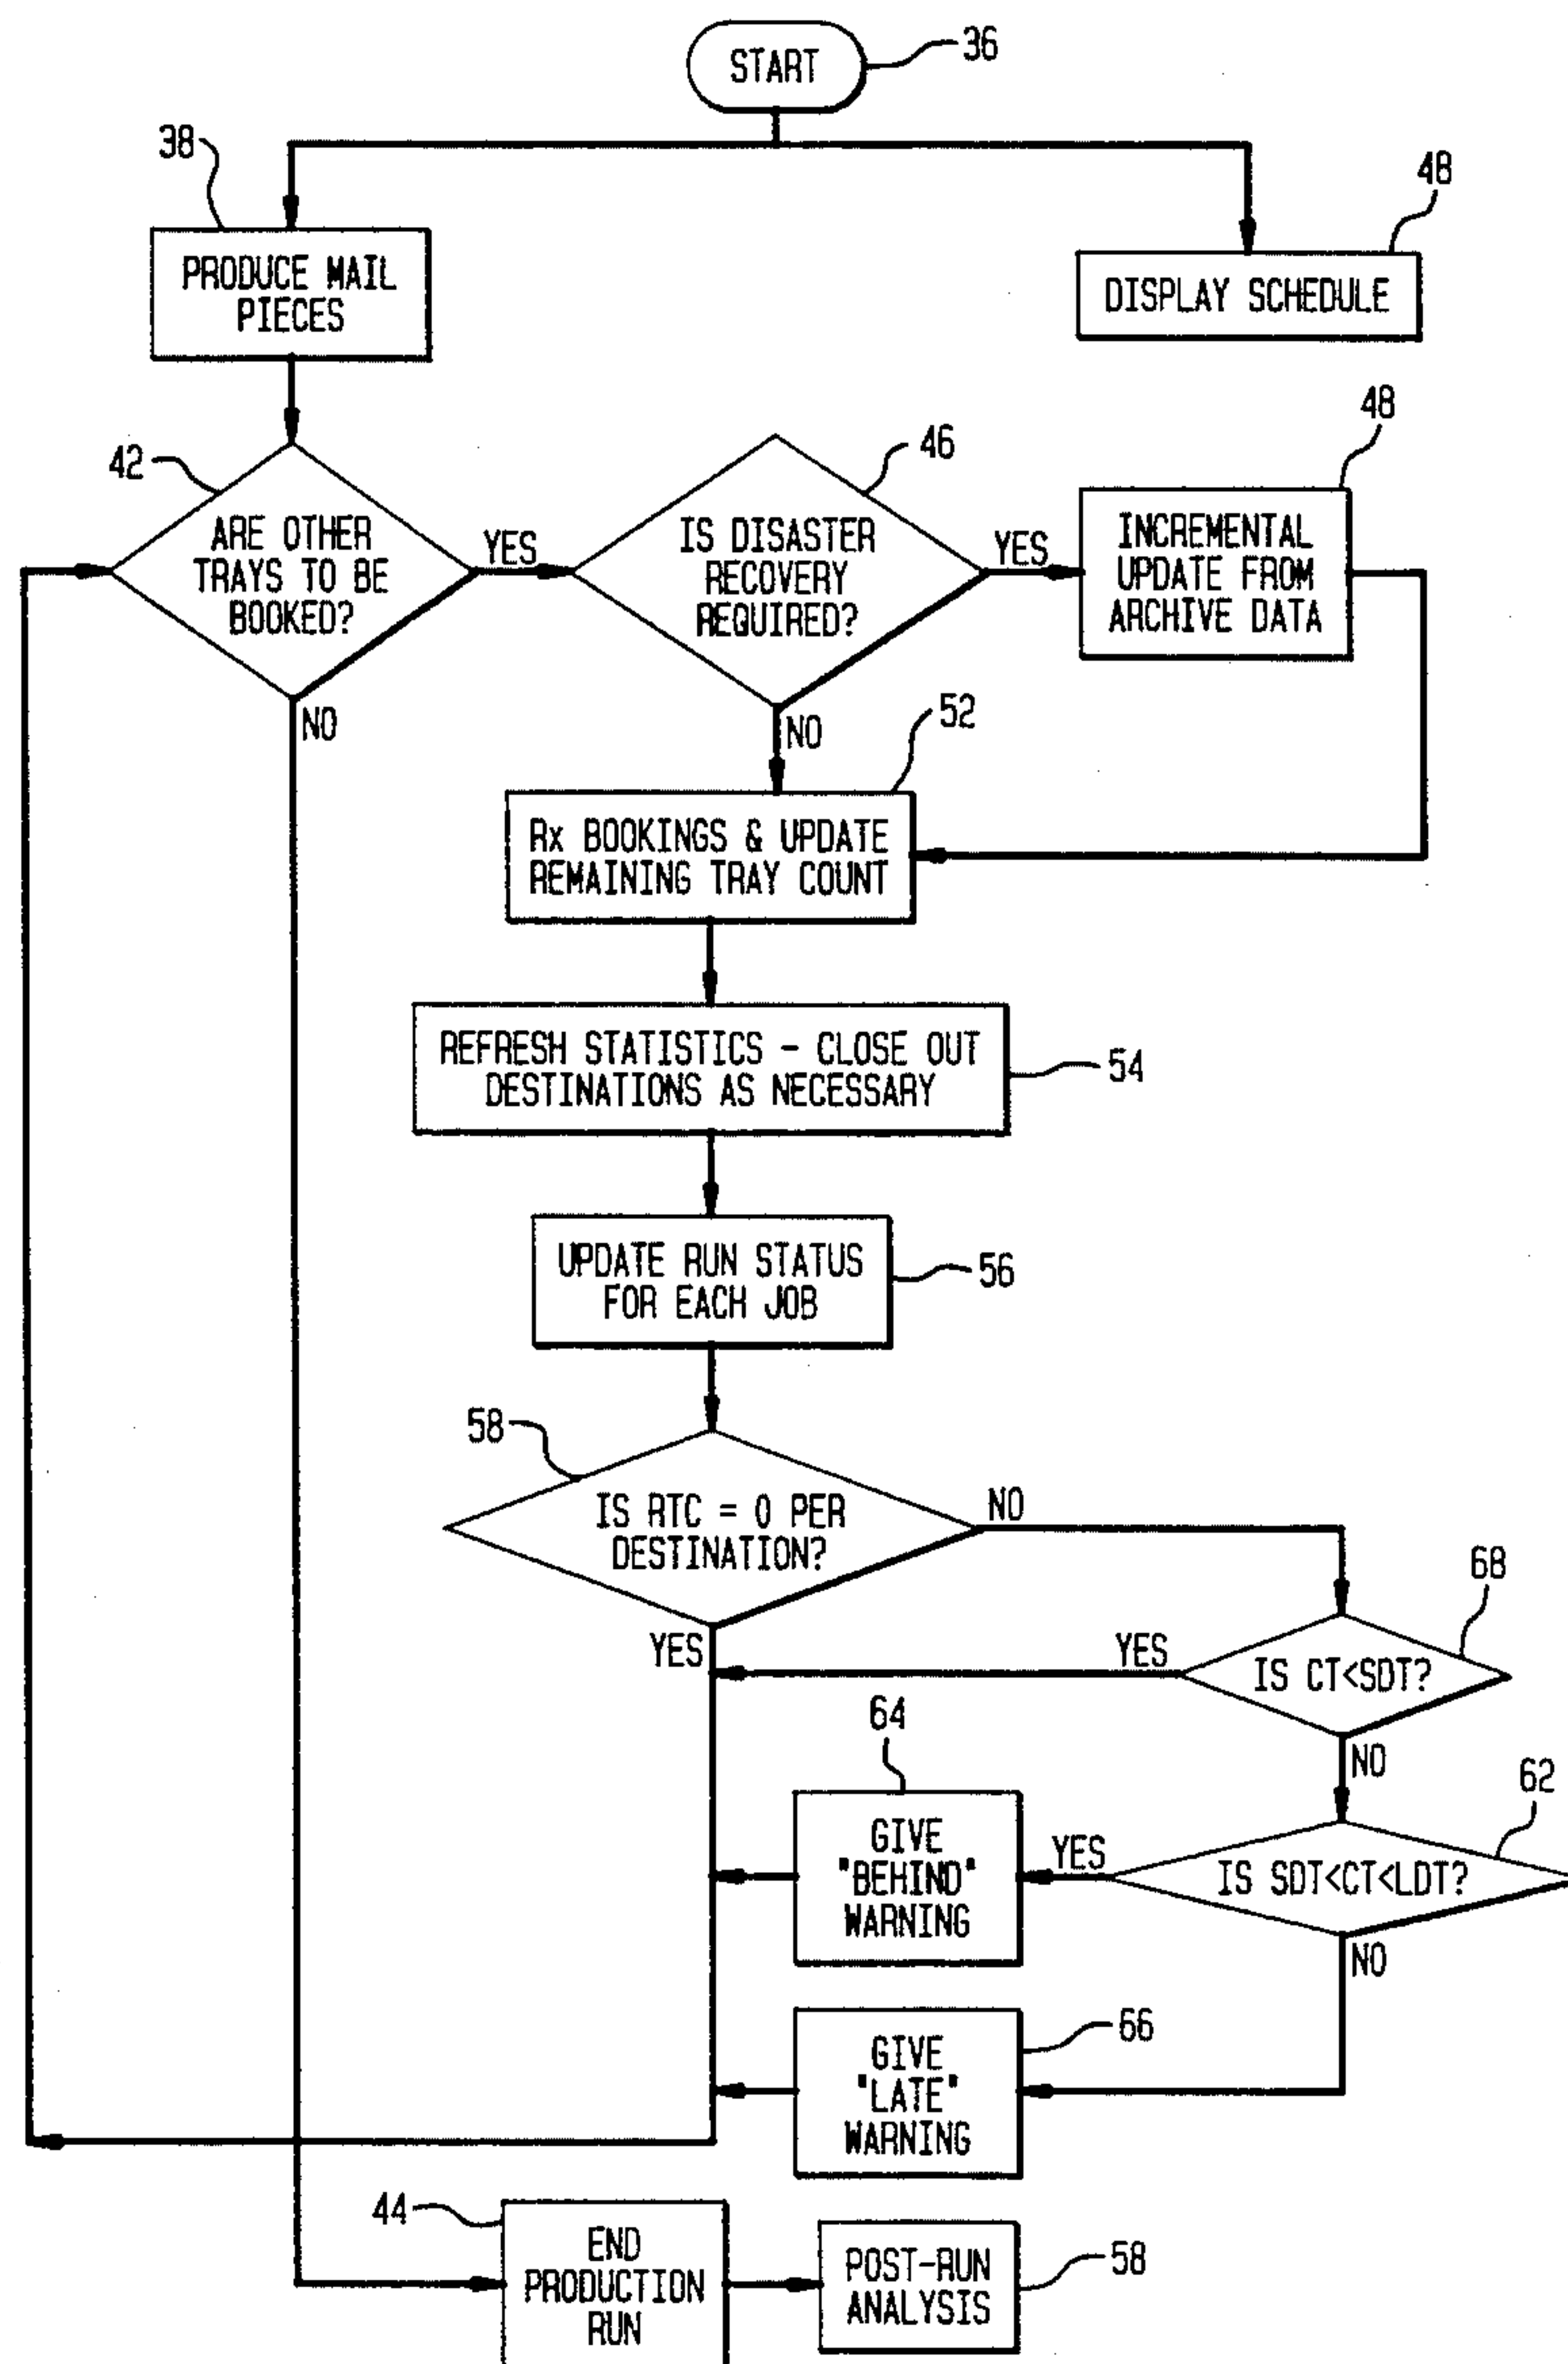 START
36
38
48
PRODUCE MAIL
PIECES
DISPLAY SCHEDULE
48
42
46
ARE OTHER
TRAYS TO BE
BOOKED?
YES
IS DISASTER
RECOVERY
REQUIRED?
YES
INCREMENTAL
UPDATE FROM
ARCHIVE DATA
NO
NO
52
Rx BOOKINGS & UPDATE
REMAINING TRAY COUNT
REFRESH STATISTICS - CLOSE OUT
DESTINATIONS AS NECESSARY
54
UPDATE RUN STATUS
FOR EACH JOB
56
58
IS RTC = 0 PER
DESTINATION?
NO
YES
68
YES
IS CT<SDT?
NO
64
62
GIVE
"BEHIND"
WARNING
YES
IS SDT<CT<LDT?
NO
GIVE
"LATE"
WARNING
66
44
END
PRODUCTION
RUN
POST-RUN
ANALYSIS
58